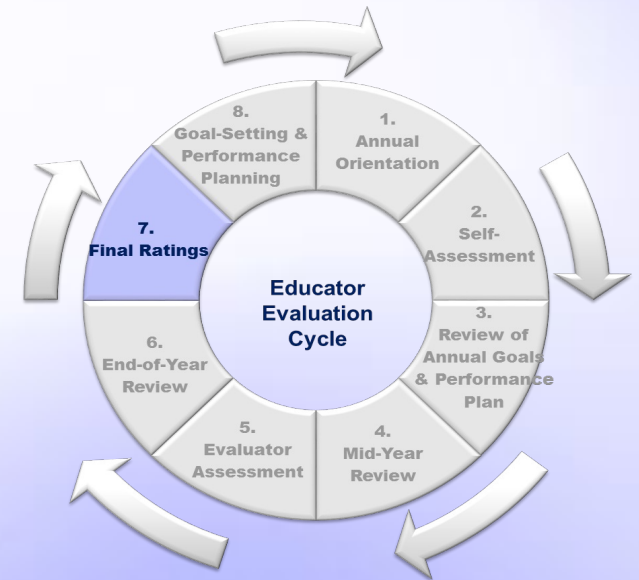 Educator
Evaluation
Cycle
1.
Annual
Orientation
2.
Self-
Assessment
3.
Review of
Annual Goals
& Performance
Plan
4.
Mid-Year
Review
5.
Evaluator
Assessment
6.
End-of-Year
Review
7.
Final Ratings
8.
Goal-Setting &
Performance
Planning